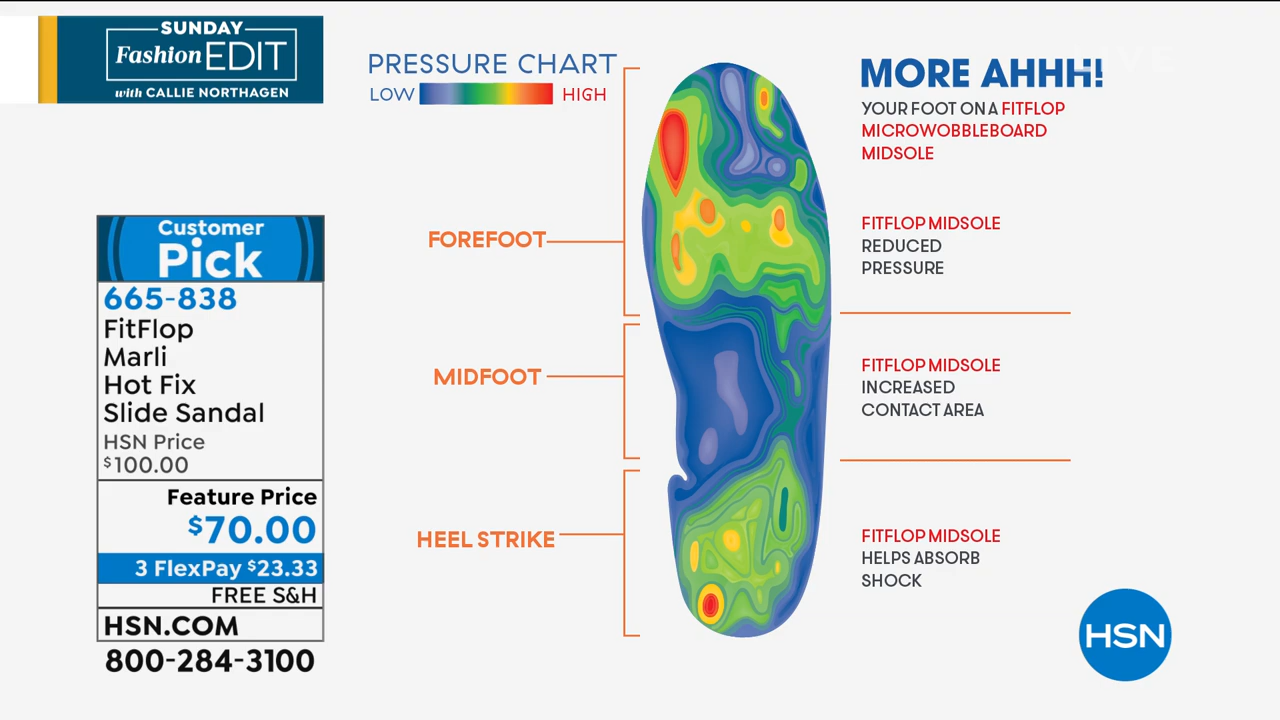 SUNDAY
Fashion EDIT
with CALLIE NORTHAGEN
PRESSURE CHART
LOW
HIGH
LIVE
MORE AHHH!
YOUR FOOT ON A FITFLOP
MICROWOBBLEBOARD
MIDSOLE
Customer
Pick
665-838
FitFlop
Marli
Hot Fix
Slide Sandal
HSN Price
$100.00
Feature Price
$70.00
3 FlexPay $23.33
FREE S&H
HSN.COM
800-284-3100
FOREFOOT
MIDFOOT
HEEL STRIKE
FITFLOP MIDSOLE
REDUCED
PRESSURE
FITFLOP MIDSOLE
INCREASED
CONTACT AREA
FITFLOP MIDSOLE
HELPS ABSORB
SHOCK
HSN